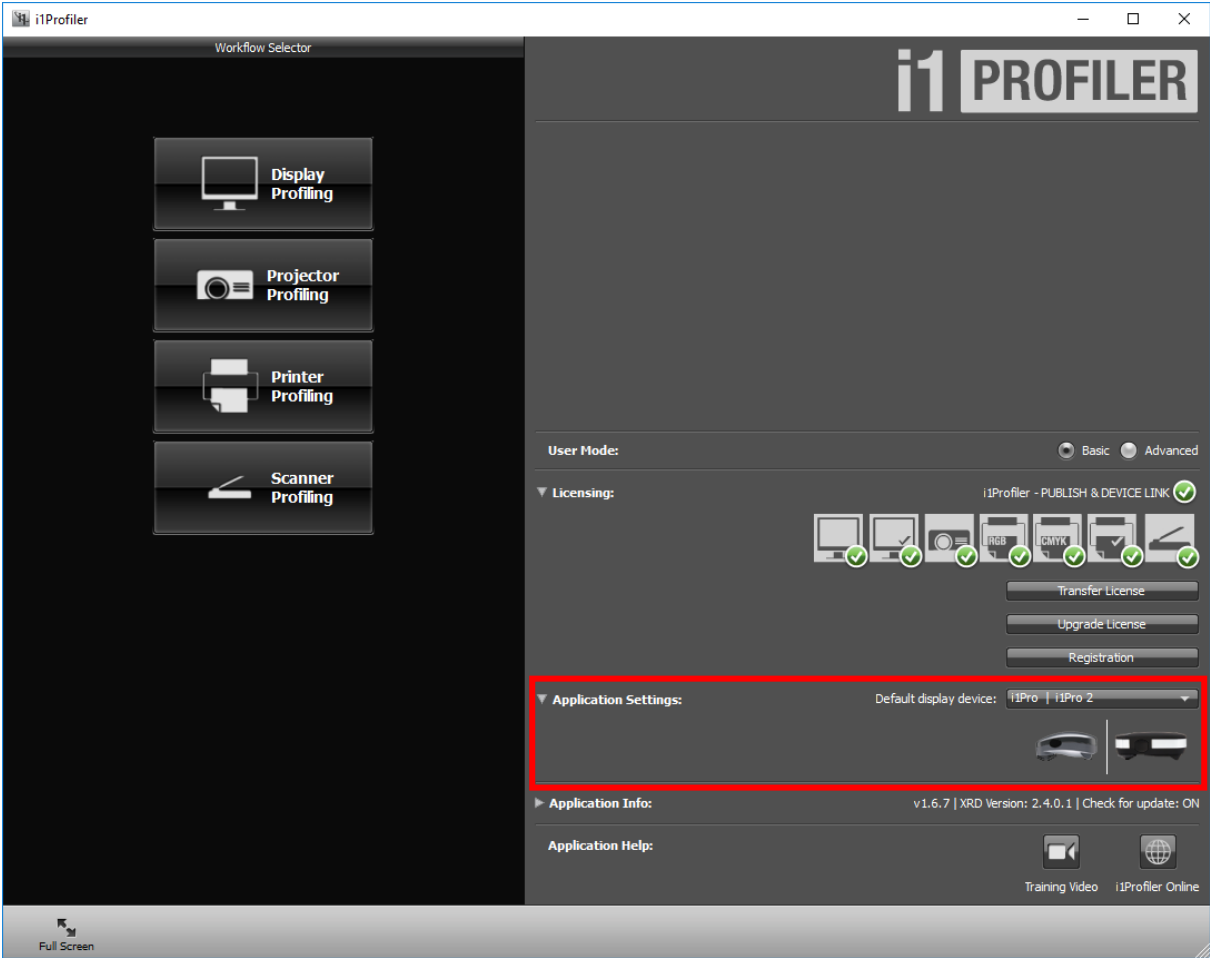 i1Profiler
Workflow Selector
i1 PROFILER
Display
Profiling
Projector
Profiling
Printer
Profiling
Scanner
Profiling
User Mode:
Basic
Advanced
Licensing:
i1Profiler - PUBLISH & DEVICE LINK
RGB
CMYK
Transfer License
Upgrade License
Registration
Application Settings:
Default display device:
i1Pro | i1Pro 2
Application Info:
v1.6.7 | XRD Version: 2.4.0.1 | Check for update: ON
Application Help:
Training Video
i1Profiler Online
Full Screen